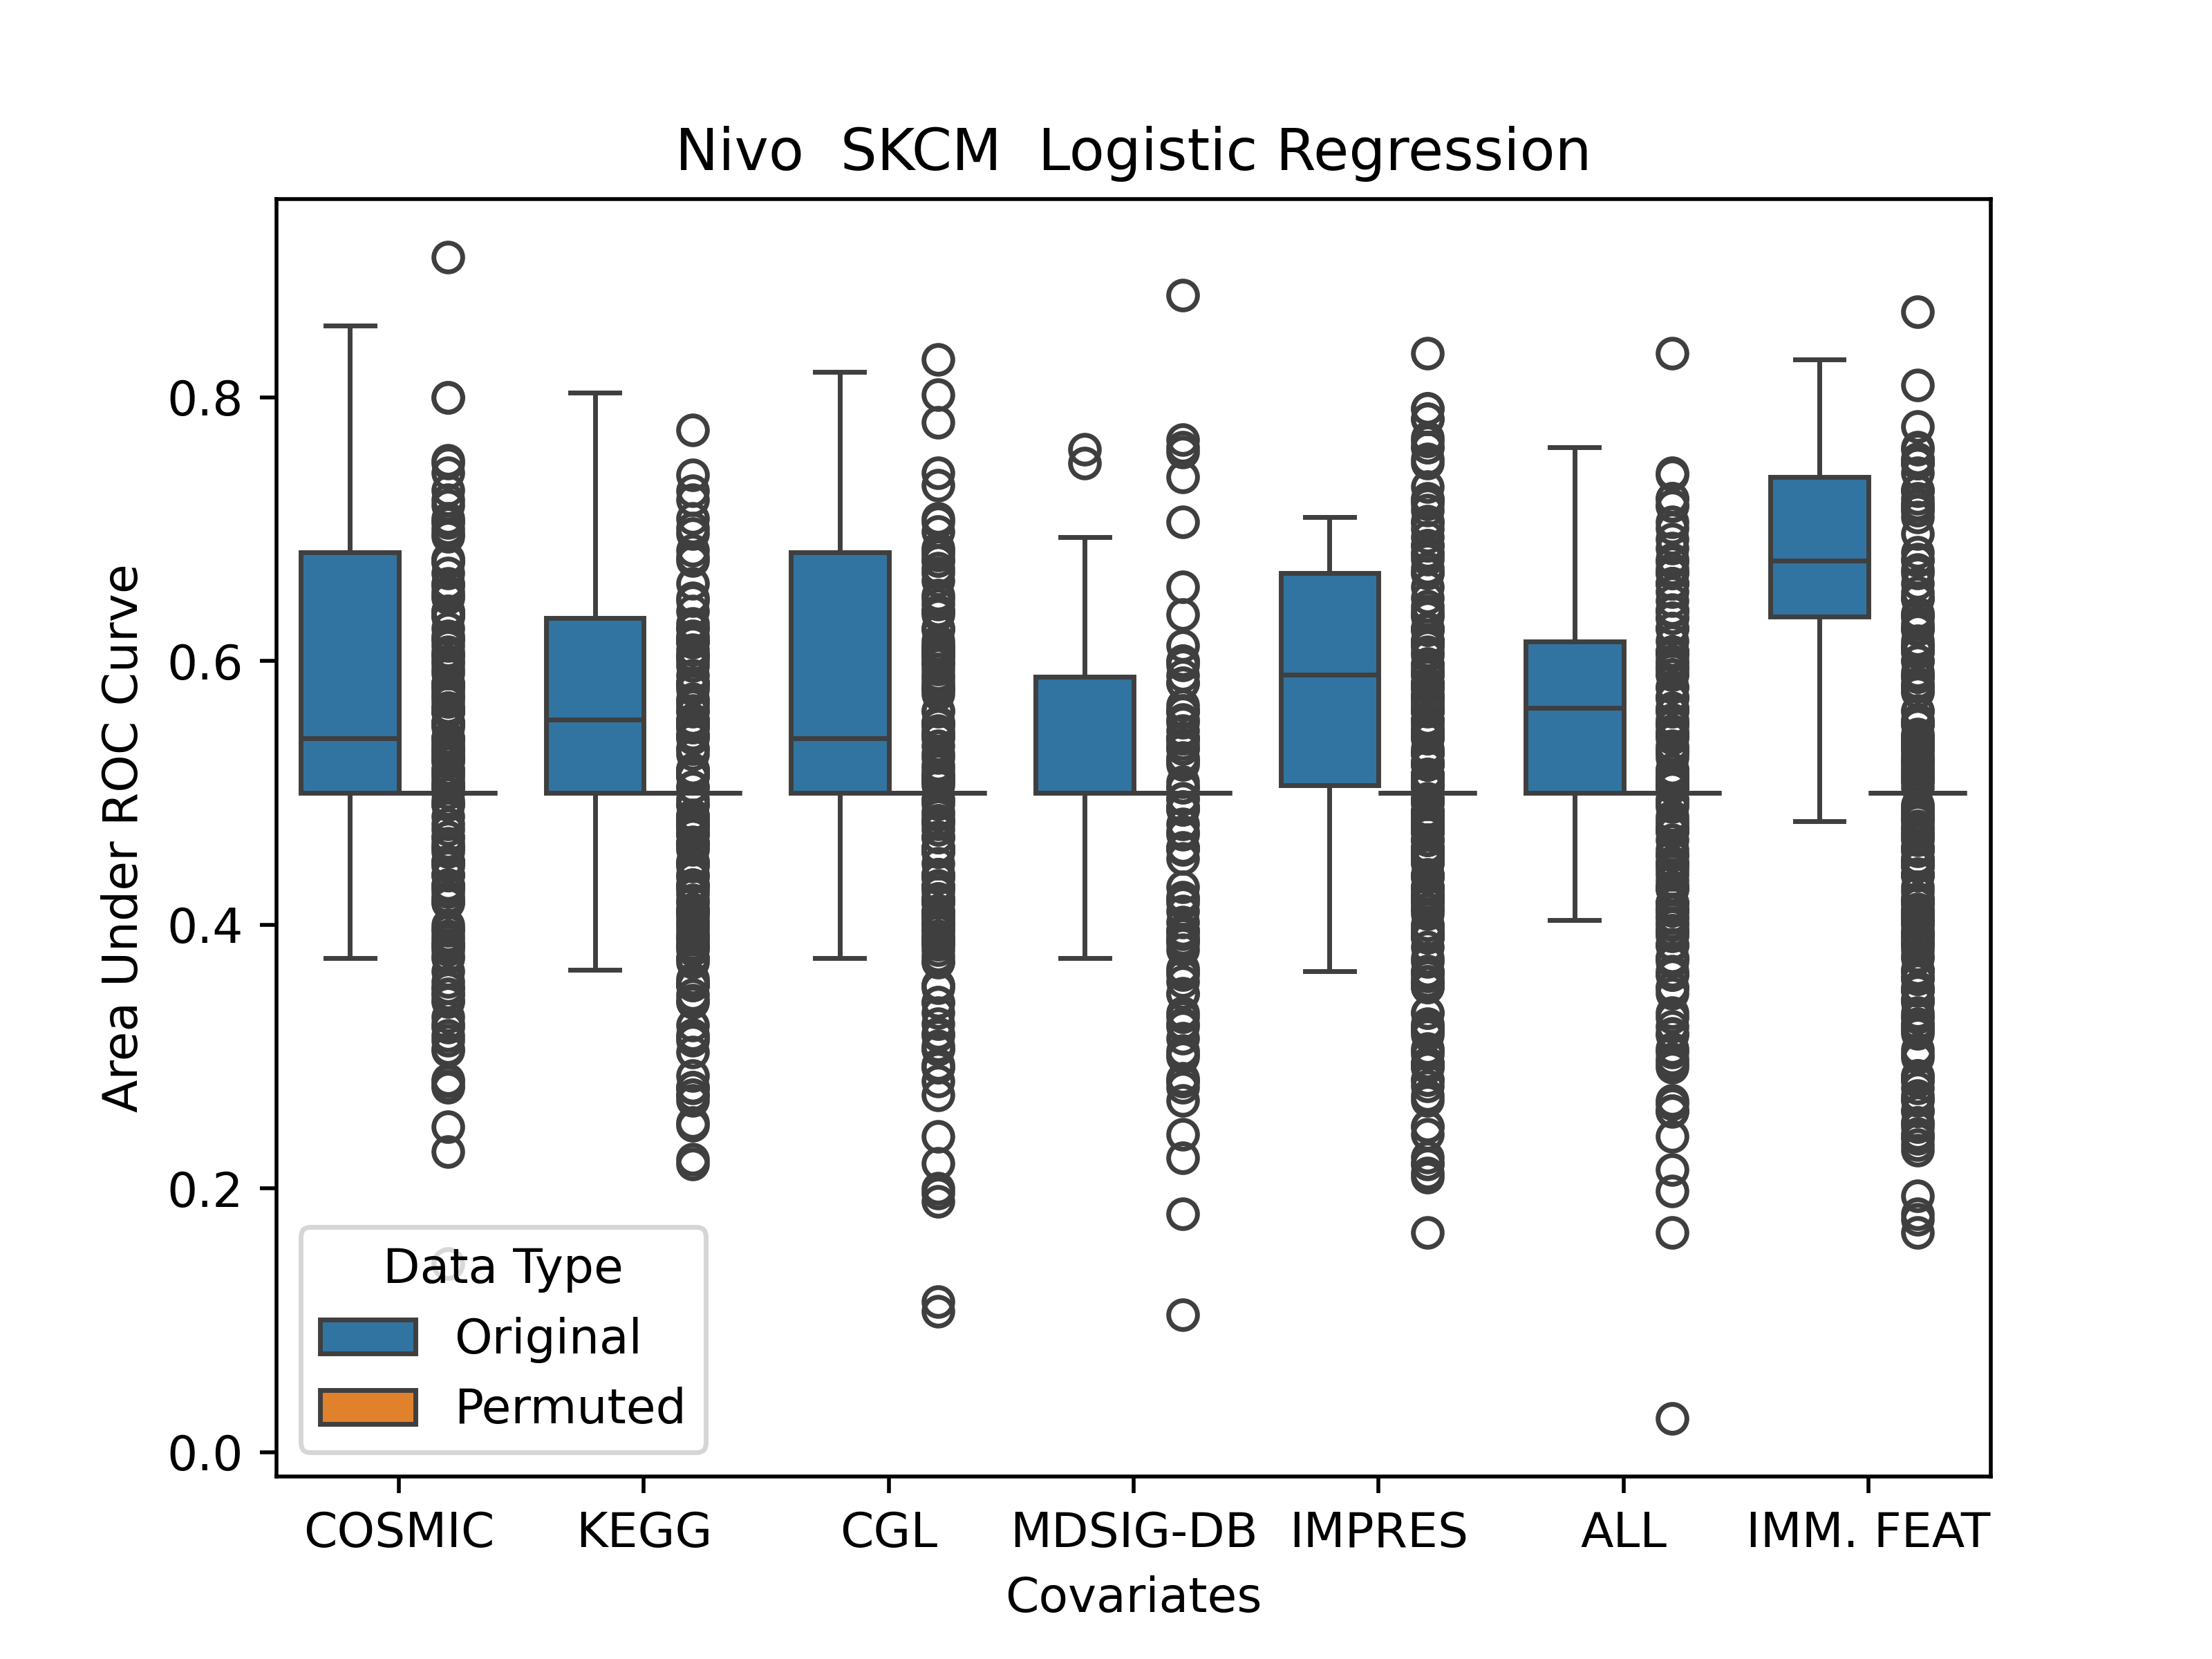 Nivo  SKCM  Logistic Regression
Area Under ROC Curve
0.8
0.6
0.4
0.2
0.0
Data Type
Original
Permuted
COSMIC KEGG CGL MDSIG-DB IMPRES ALL IMM. FEAT
Covariates